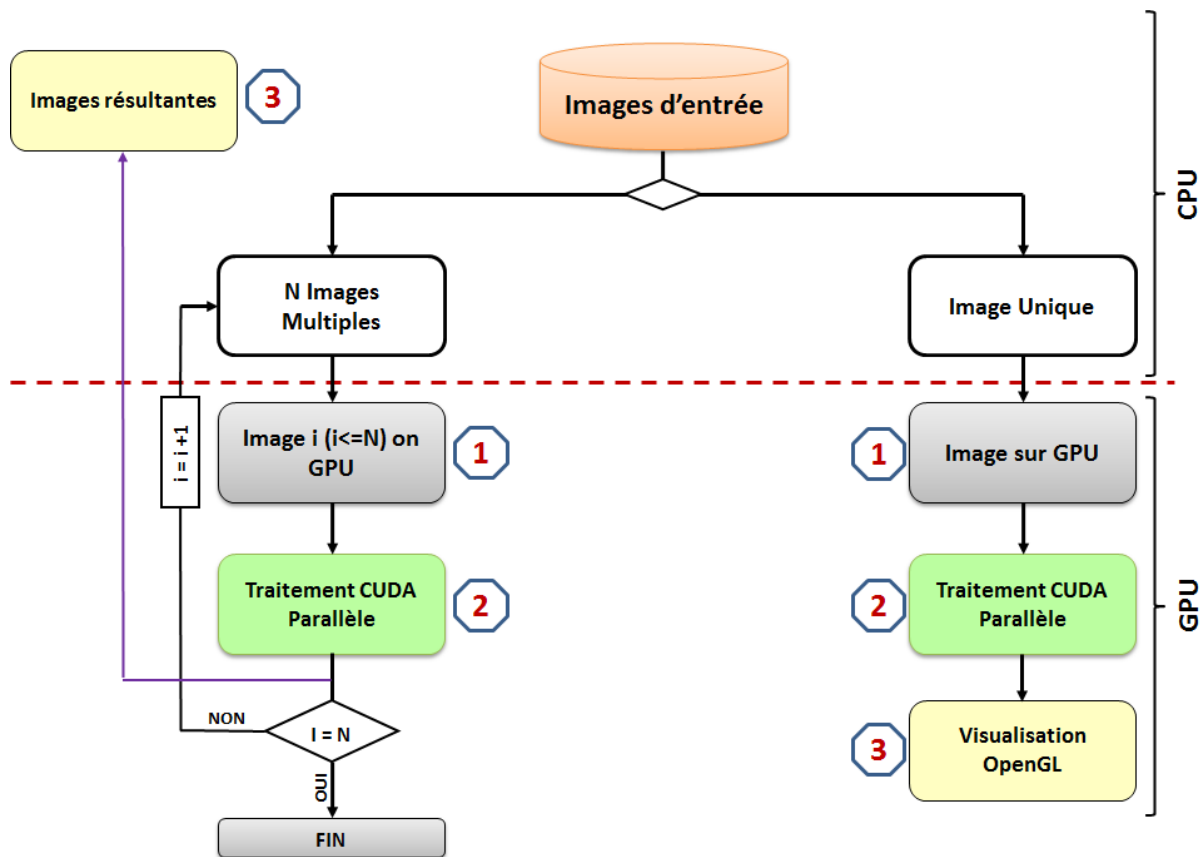 Images résultantes
3
Images d'entrée
CPU
N Images
Multiples
Image Unique
i = i +1
Image i (i<=N) on
GPU
1
1
Image sur GPU
Traitement CUDA
Parallèle
2
2
Traitement CUDA
Parallèle
GPU
NON
I = N
OUI
FIN
3
Visualisation
OpenGL